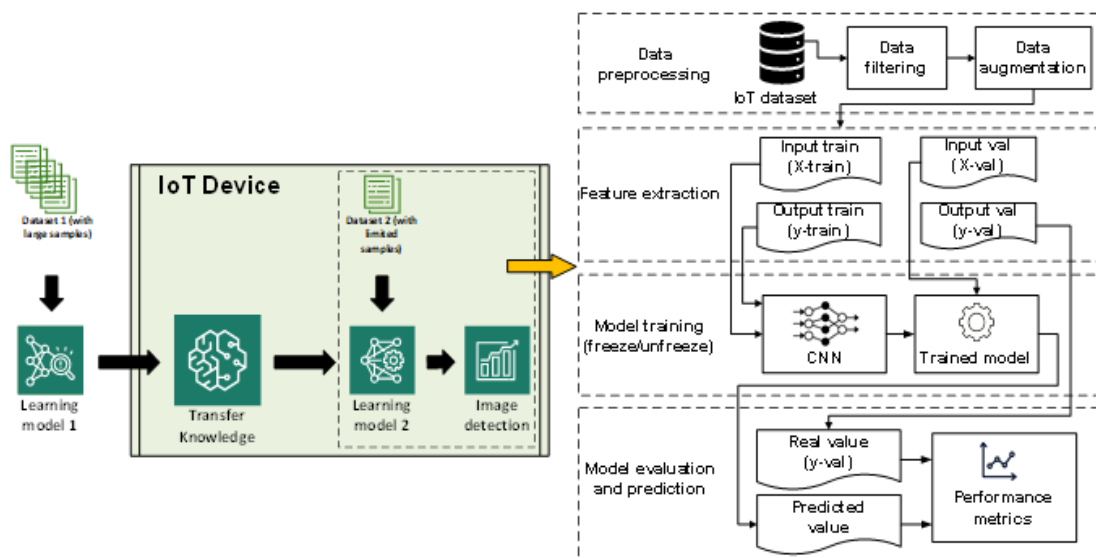 IoT Device
Dataset 1 (with
large samples)
Dataset 2 (with
limited
samples)
Learning
model 1
Transfer
Knowledge
Learning
model 2
Image
detection
Data
preprocessing
IoT dataset
Data
filtering
Data
augmentation
Feature extraction
Input train
(X-train)
Input val
(X-val)
Output train
(y-train)
Output val
(y-val)
Model training
(freeze/unfreeze)
CNN
Trained model
Model evaluation
and prediction
Real value
(y-val)
Predicted
value
Performance
metrics